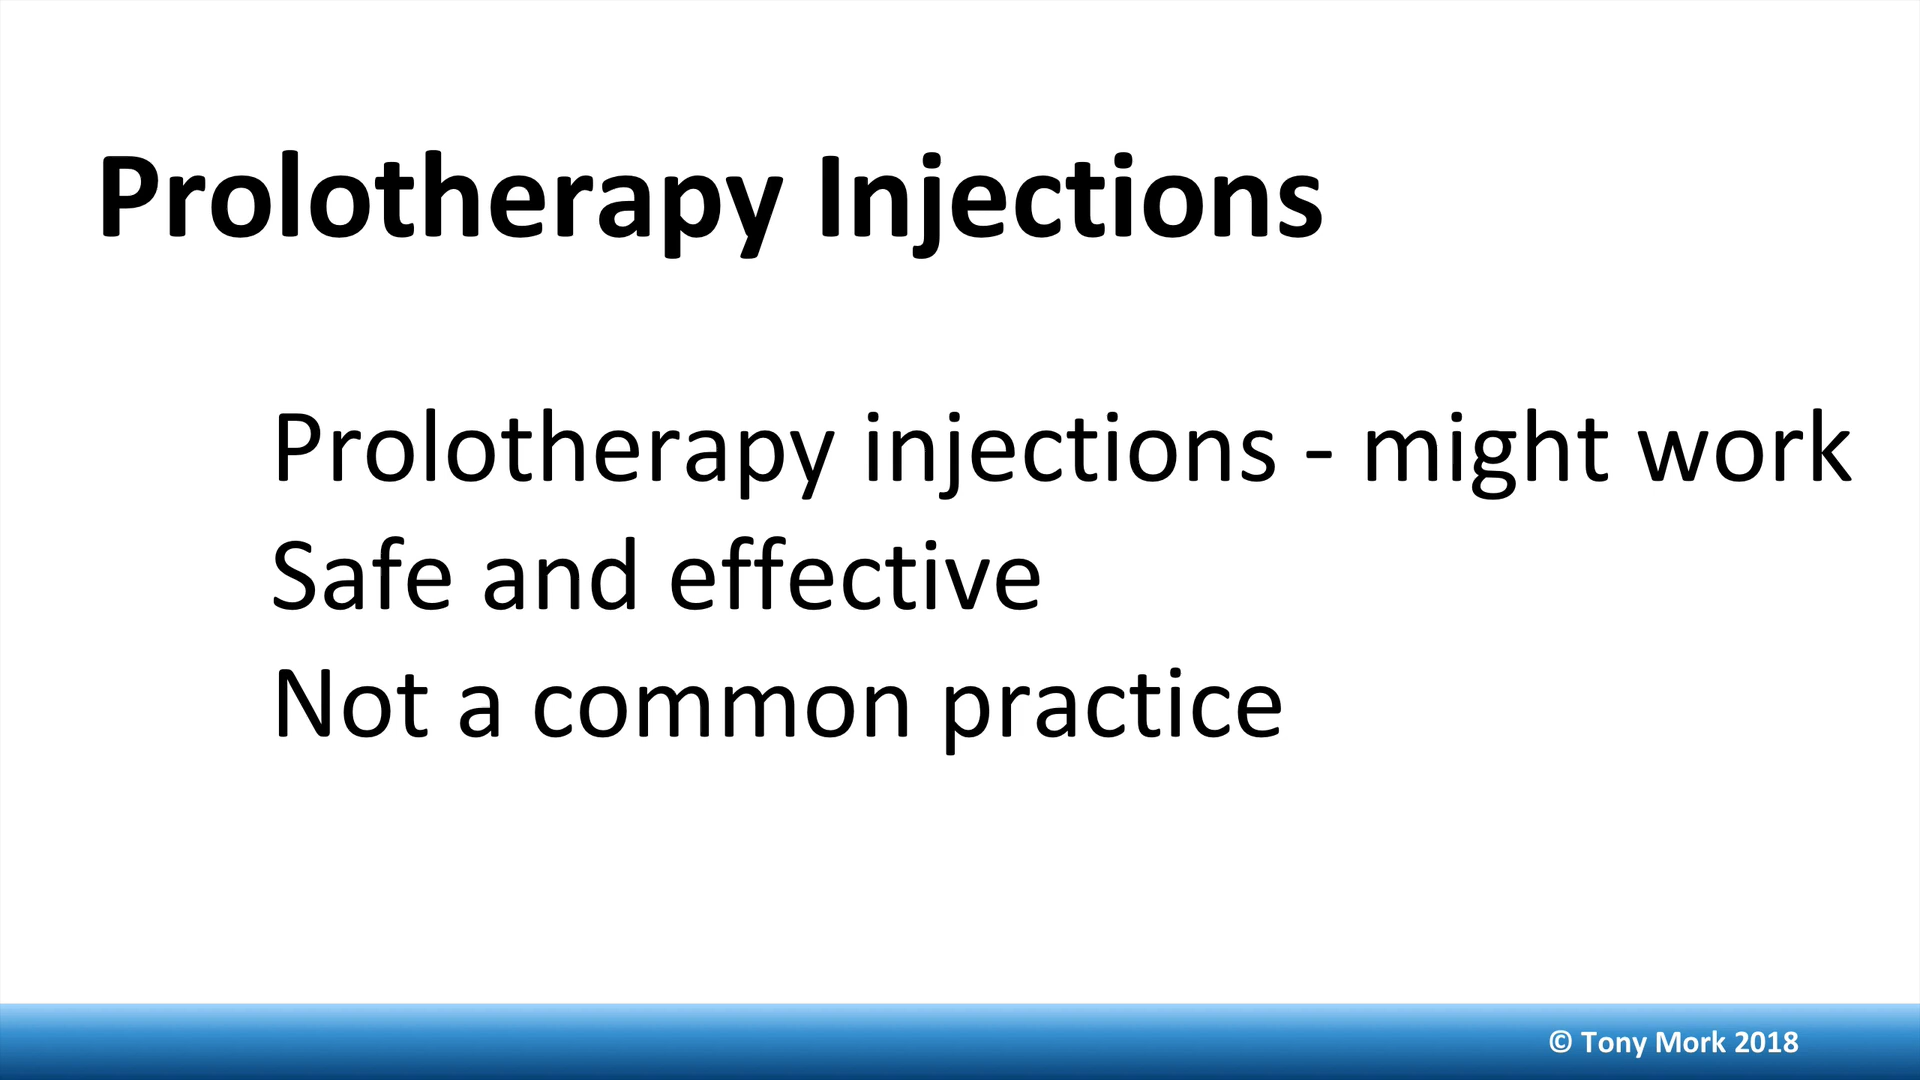 Prolotherapy Injections
Prolotherapy injections - might work
Safe and effective
Not a common practice
© Tony Mork 2018